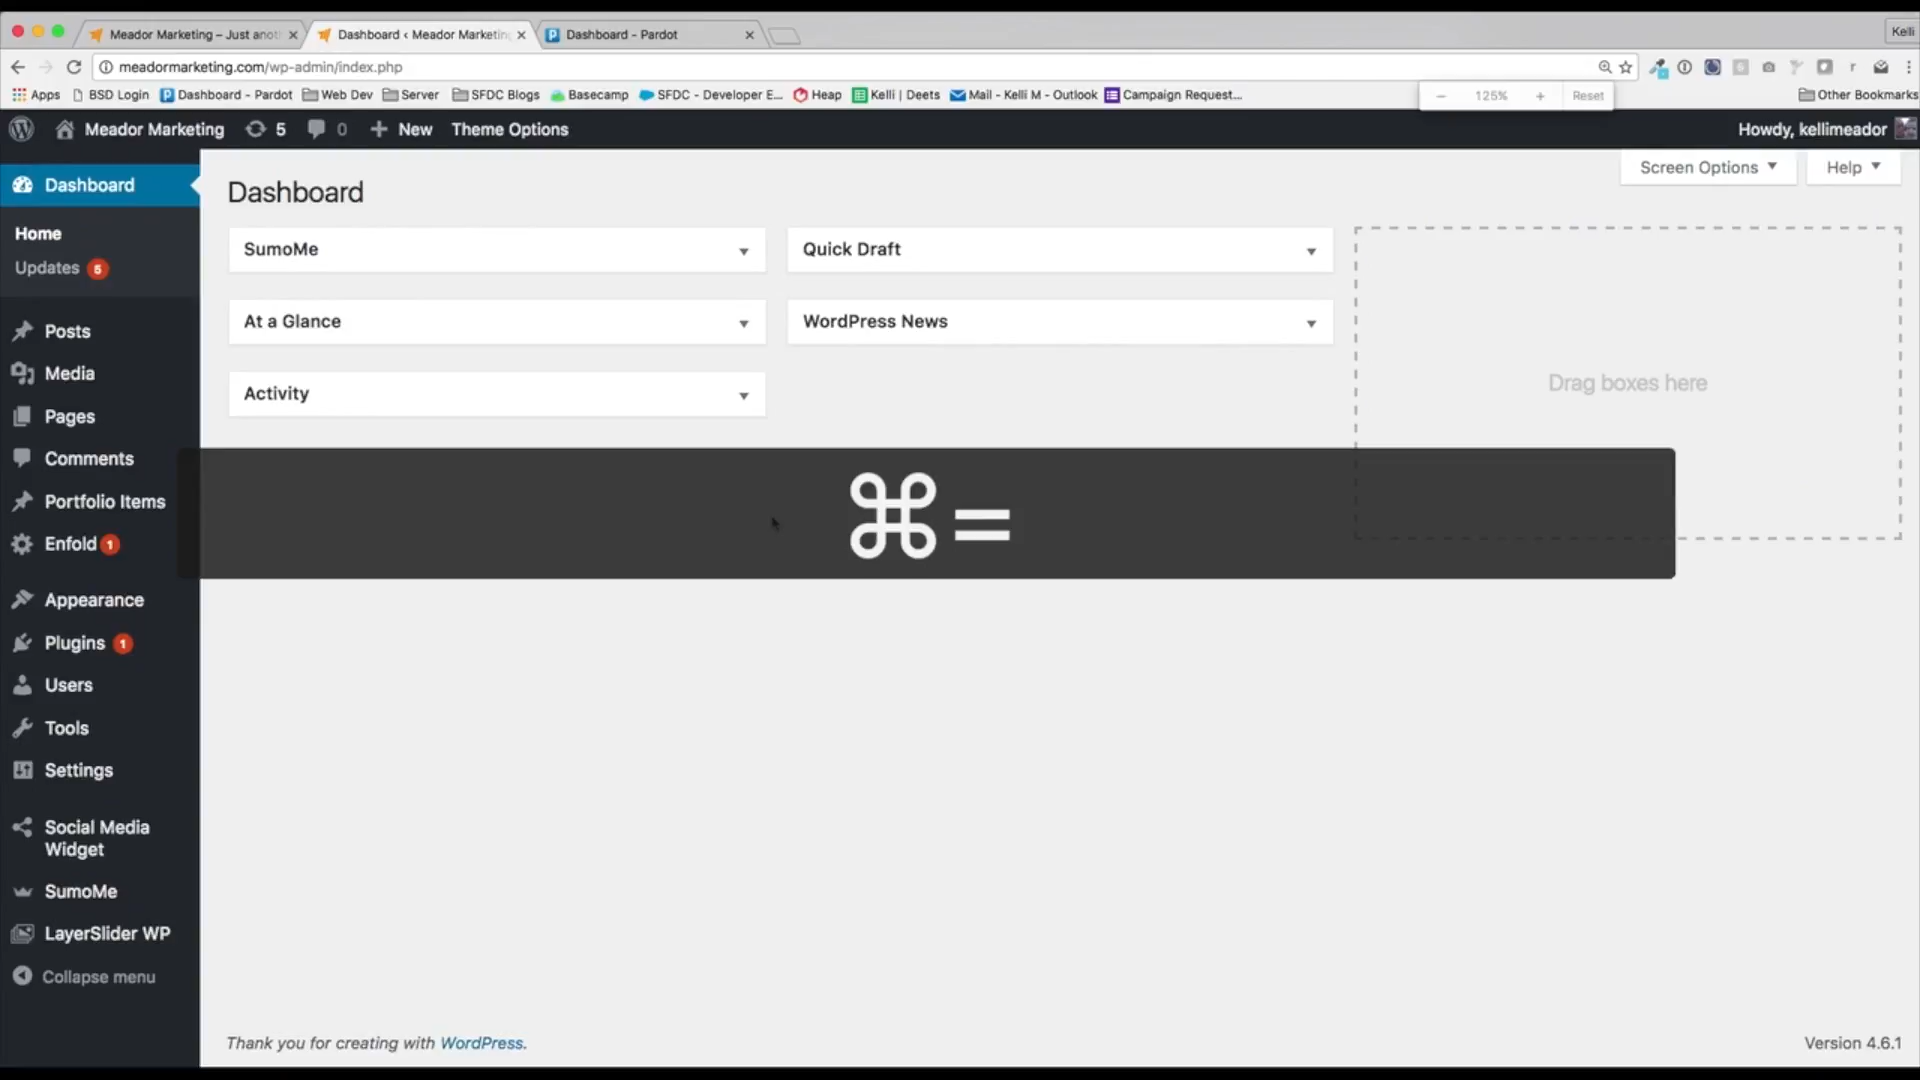 Meador Marketing – Just anot
Dashboard ‹ Meador Marketing
Dashboard - Pardot
Kelli
meadormarketing.com/wp-admin/index.php
Apps
BSD Login
Dashboard - Pardot
Web Dev
Server
SFDC Blogs
Basecamp
SFDC - Developer E...
Heap
Kelli | Deets
Mail - Kelli M - Outlook
Campaign Request...
125%
Reset
Other Bookmarks
Meador Marketing
5
0
New
Theme Options
Howdy, kellimeador
Dashboard
Home
Updates 5
Posts
Media
Pages
Comments
Portfolio Items
Enfold 1
Appearance
Plugins 1
Users
Tools
Settings
Social Media
Widget
SumoMe
LayerSlider WP
Collapse menu
Screen Options
Help
Dashboard
SumoMe
Quick Draft
At a Glance
WordPress News
Activity
Drag boxes here
⌘=
Thank you for creating with WordPress.
Version 4.6.1